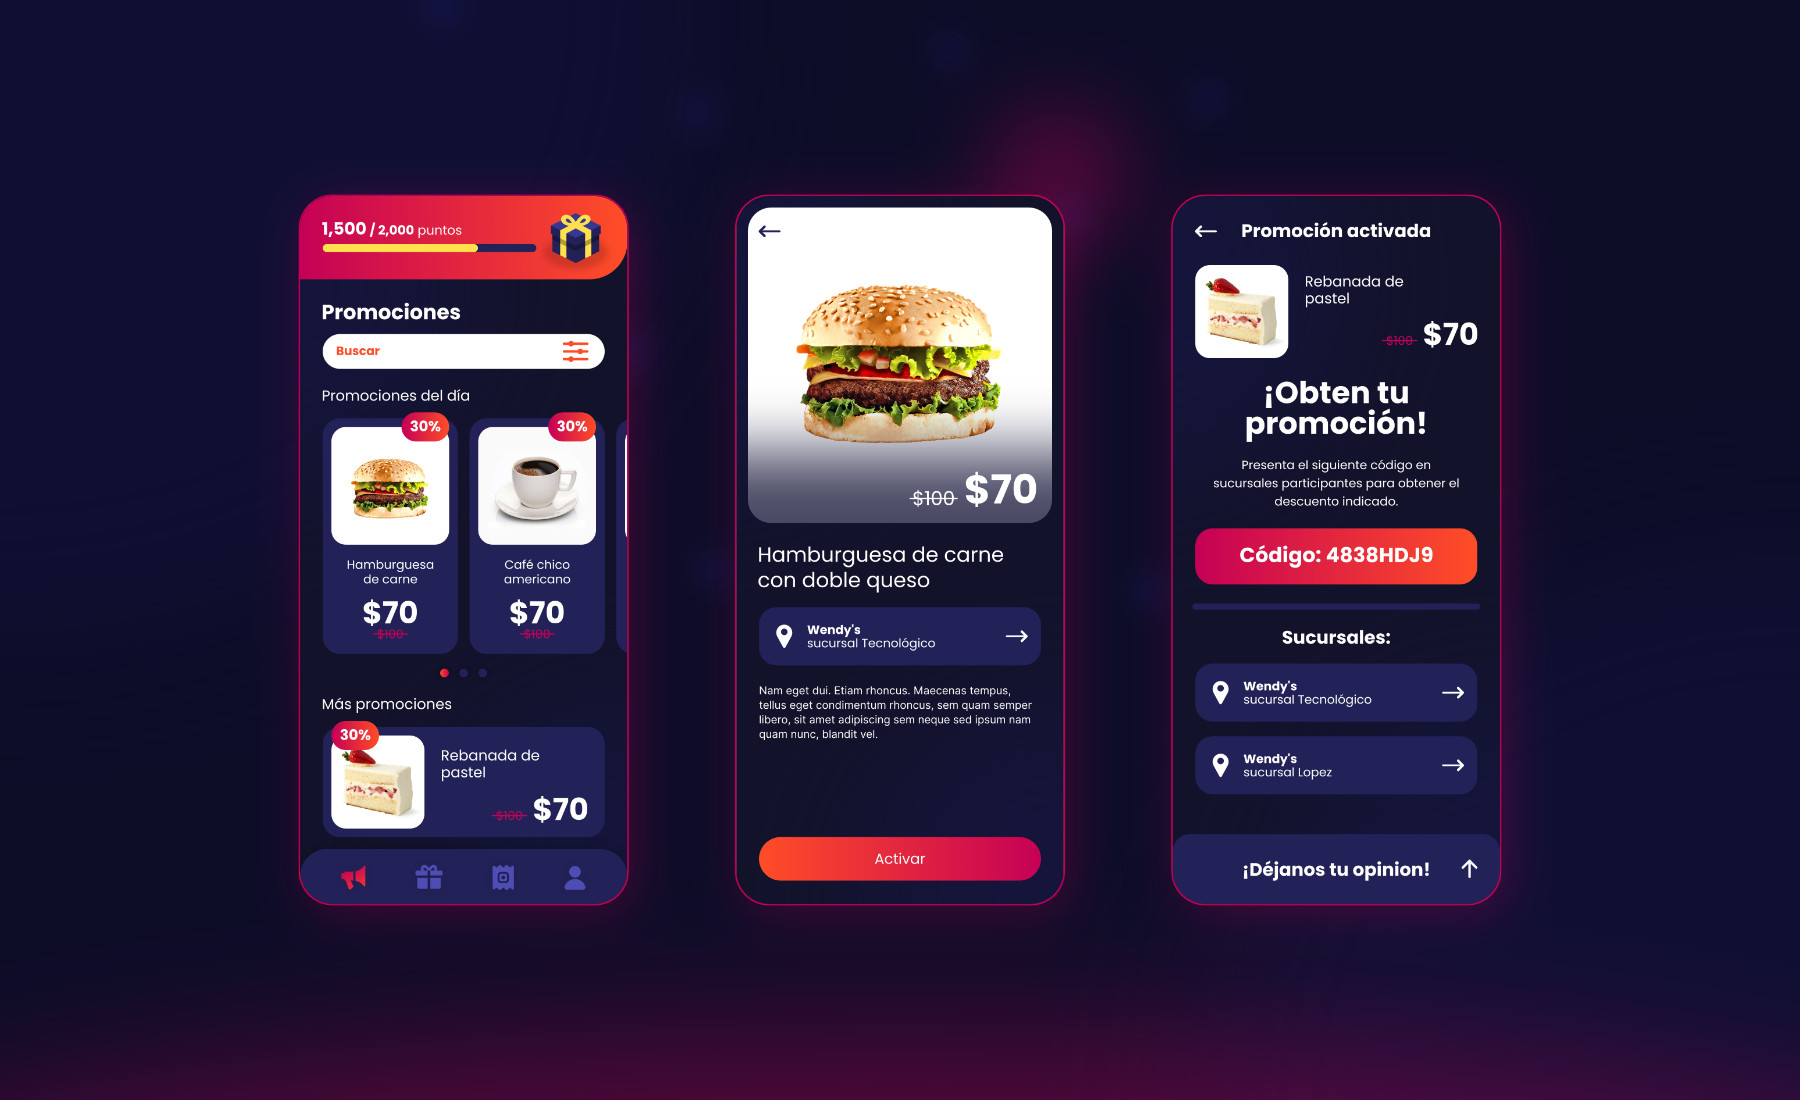 1,500 / 2,000 puntos
Promociones
Buscar
Promociones del día
30%
30%
Hamburguesa
de carne
$70
$100
Café chico
americano
$70
$100
Más promociones
30%
Rebanada de
pastel
$100 $70
$100 $70
Hamburguesa de carne
con doble queso
Wendy's
sucursal Tecnológico
Nam eget dui. Etiam rhoncus. Maecenas tempus,
tellus eget condimentum rhoncus, sem quam semper
libero, sit amet adipiscing sem neque sed ipsum nam
quam nunc, blandit vel.
Activar
Promoción activada
Rebanada de
pastel
$100 $70
¡Obten tu
promoción!
Presenta el siguiente código en
sucursales participantes para obtener el
descuento indicado.
Código: 4838HDJ9
Sucursales:
Wendy's
sucursal Tecnológico
Wendy's
sucursal Lopez
¡Déjanos tu opinion!